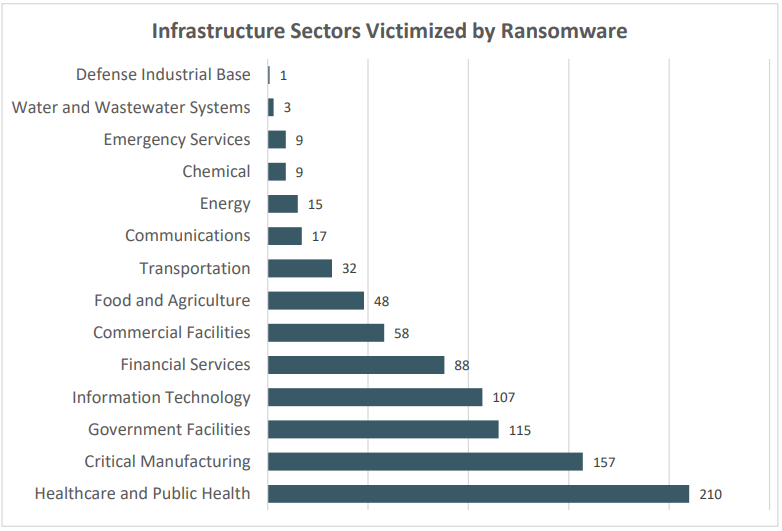 Infrastructure Sectors Victimized by Ransomware
Defense Industrial Base 1
Water and Wastewater Systems 3
Emergency Services 9
Chemical 9
Energy 15
Communications 17
Transportation 32
Food and Agriculture 48
Commercial Facilities 58
Financial Services 88
Information Technology 107
Government Facilities 115
Critical Manufacturing 157
Healthcare and Public Health 210